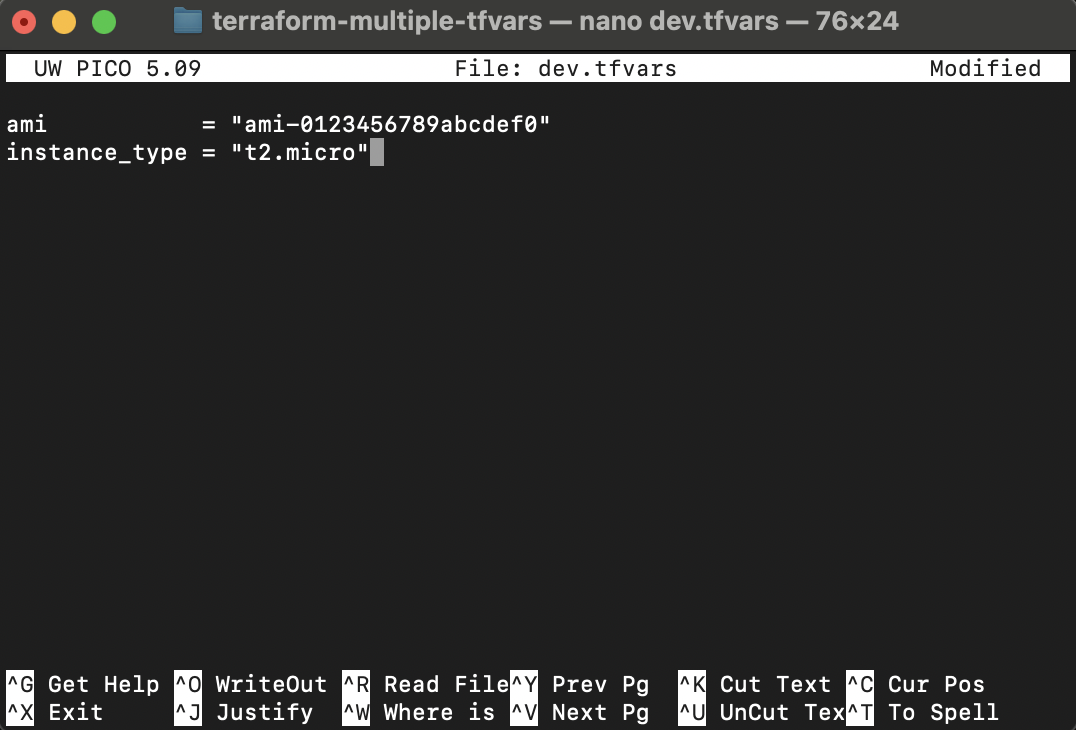 terraform-multiple-tfvars — nano dev.tfvars — 76×24
UW PICO 5.09 File: dev.tfvars Modified
ami = "ami-0123456789abcdef0"
instance_type = "t2.micro"
^G Get Help ^O WriteOut ^R Read File ^Y Prev Pg ^K Cut Text ^C Cur Pos
^X Exit ^J Justify ^W Where is ^V Next Pg ^U UnCut Tex ^T To Spell